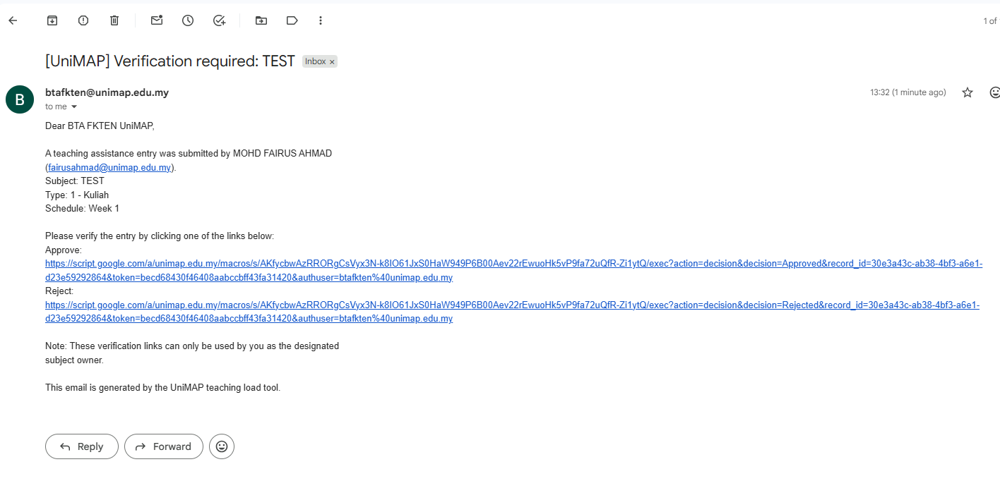 1 of
[UniMAP] Verification required: TEST Inbox ×
B
btafkten@unimap.edu.my 13:32 (1 minute ago)
to me
Dear BTA FKTEN UniMAP,
A teaching assistance entry was submitted by MOHD FAIRUS AHMAD
(fairusahmad@unimap.edu.my).
Subject: TEST
Type: 1 - Kuliah
Schedule: Week 1
Please verify the entry by clicking one of the links below:
Approve:
https://script.google.com/a/unimap.edu.my/macros/s/AKfycbwAzRRORgCsVyx3N-k8IO61JxS0HaW949P6B00Aev22rEwuoHk5vP9fa72uQfR-Zi1ytQ/exec?action=decision&decision=Approved&record_id=30e3a43c-ab38-4bf3-a6e1-
d23e59292864&token=becd68430f46408aabccbff43fa31420&authuser=btafkten%40unimap.edu.my
Reject:
https://script.google.com/a/unimap.edu.my/macros/s/AKfycbwAzRRORgCsVyx3N-k8IO61JxS0HaW949P6B00Aev22rEwuoHk5vP9fa72uQfR-Zi1ytQ/exec?action=decision&decision=Rejected&record_id=30e3a43c-ab38-4bf3-a6e1-
d23e59292864&token=becd68430f46408aabccbff43fa31420&authuser=btafkten%40unimap.edu.my
Note: These verification links can only be used by you as the designated
subject owner.
This email is generated by the UniMAP teaching load tool.
Reply Forward